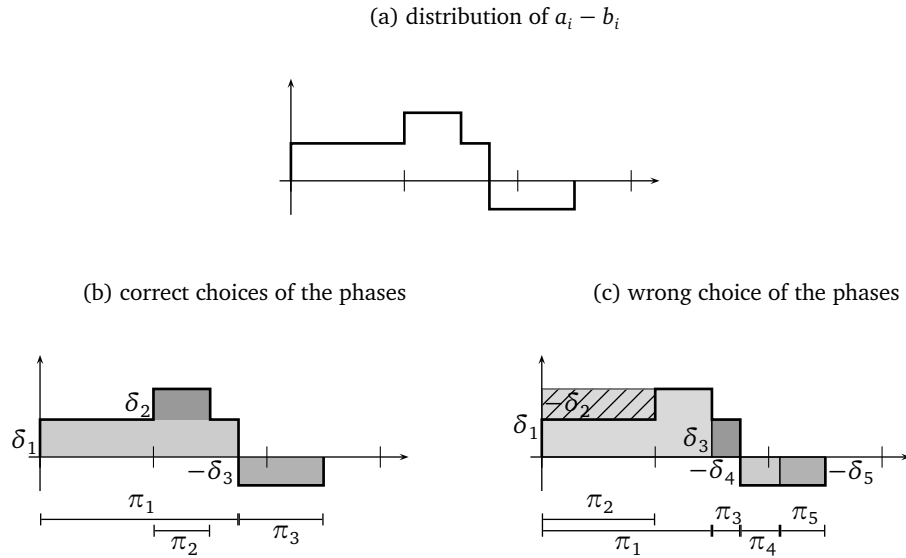 (a) distribution of a_i − b_i
(b) correct choices of the phases
(c) wrong choice of the phases
δ_2
δ_1
−δ_3
π_1
π_3
π_2
−δ_2
δ_1
δ_3
−δ_4
−δ_5
π_2
π_3
π_5
π_1
π_4